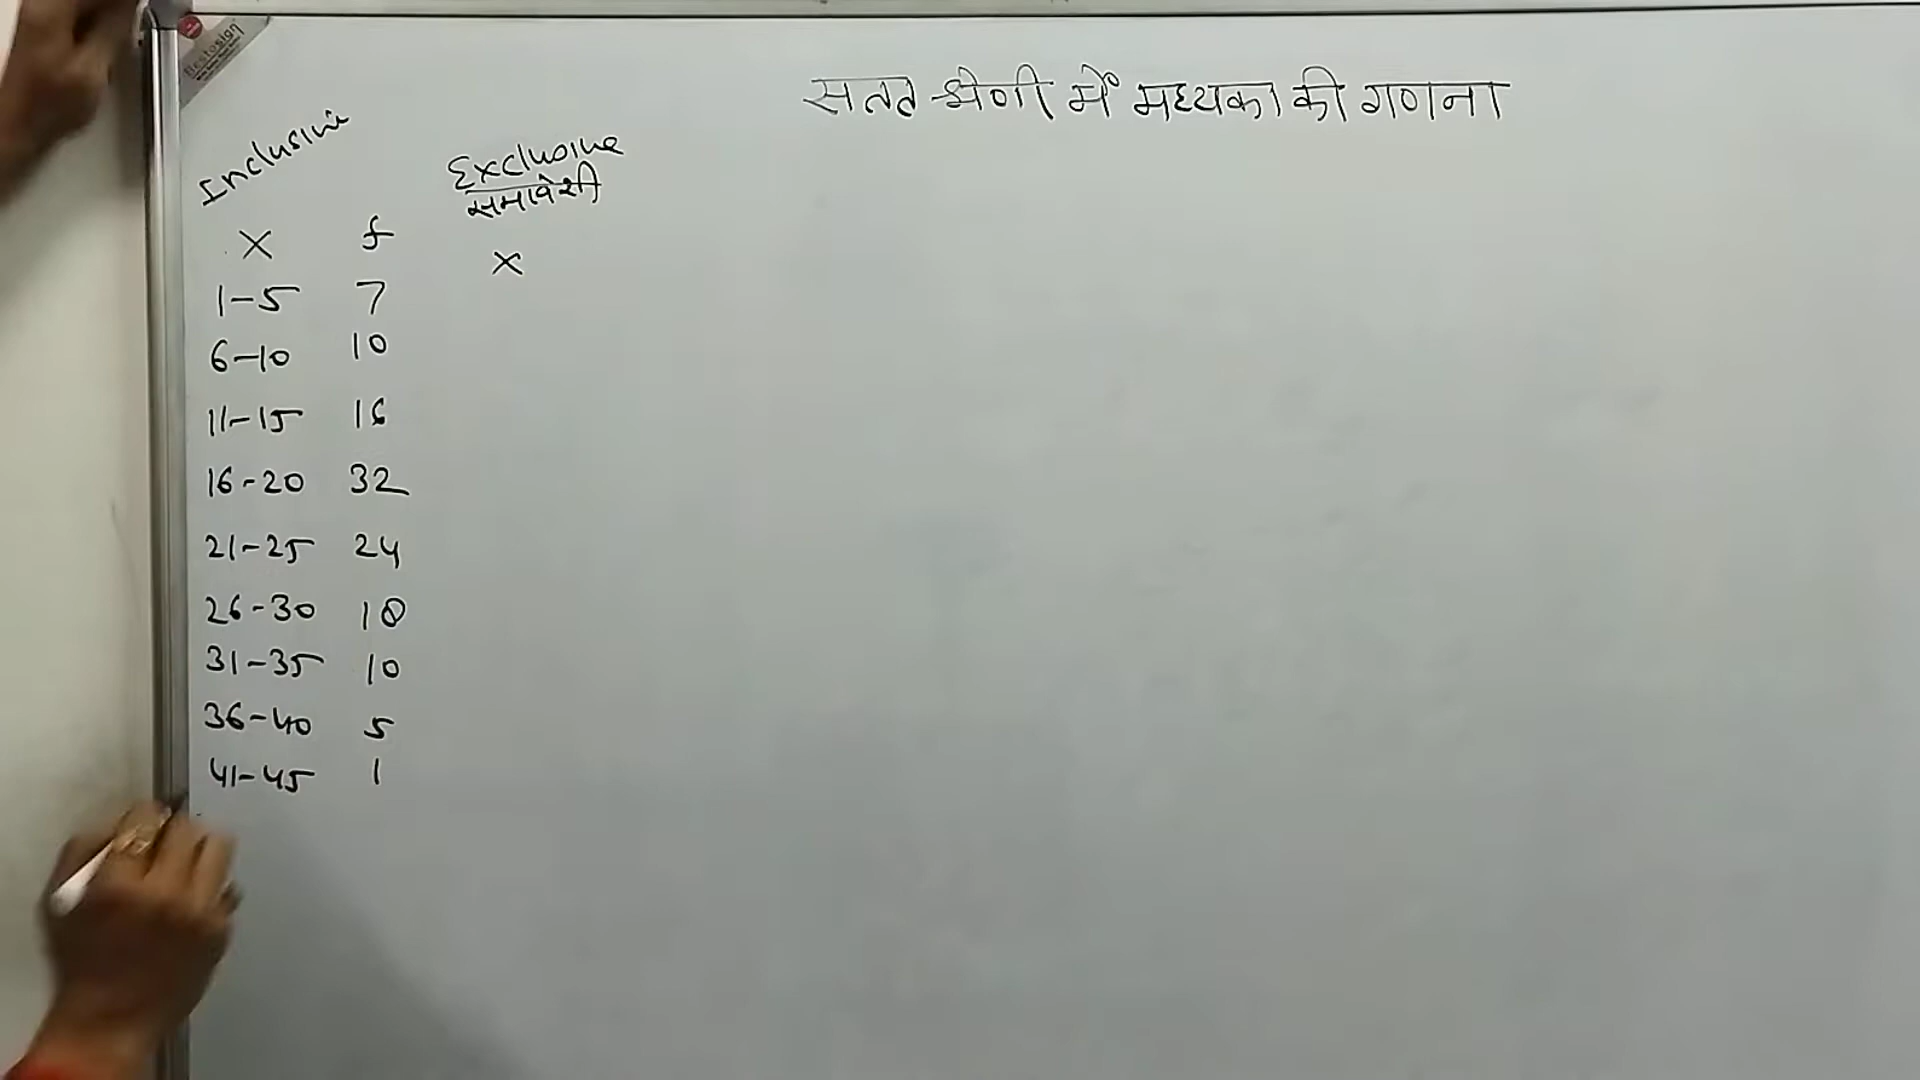 Bestosign
सतत श्रेणी में मध्यका की गणना
Inclusive
Exclusive
समावेशी
X f X
1-5 7
6-10 10
11-15 16
16-20 32
21-25 24
26-30 18
31-35 10
36-40 5
41-45 1